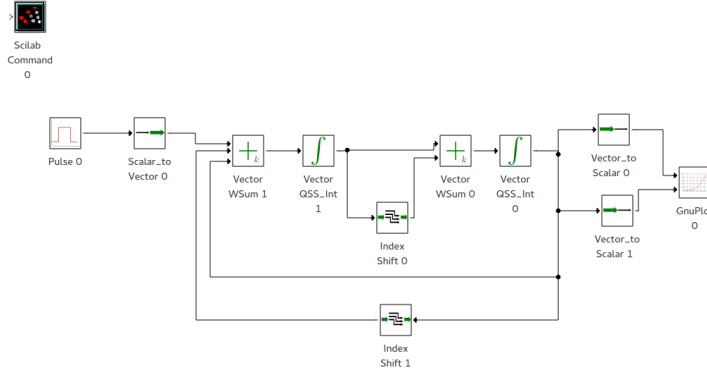 Scilab
Command
0
Pulse 0
Scalar_to
Vector 0
k
Vector
WSum 1
Vector
QSS_Int
1
Index
Shift 0
k
Vector
WSum 0
Vector
QSS_Int
0
Vector_to
Scalar 0
Vector_to
Scalar 1
GnuPlo
0
Index
Shift 1